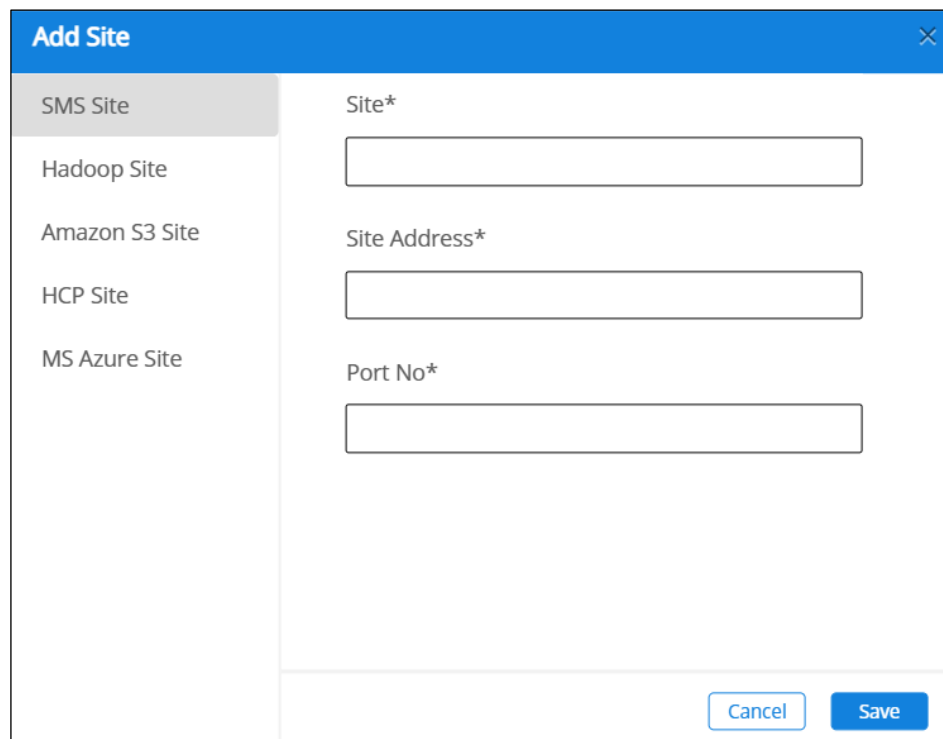 Add Site
SMS Site
Hadoop Site
Amazon S3 Site
HCP Site
MS Azure Site
Site*
Site Address*
Port No*
Cancel
Save